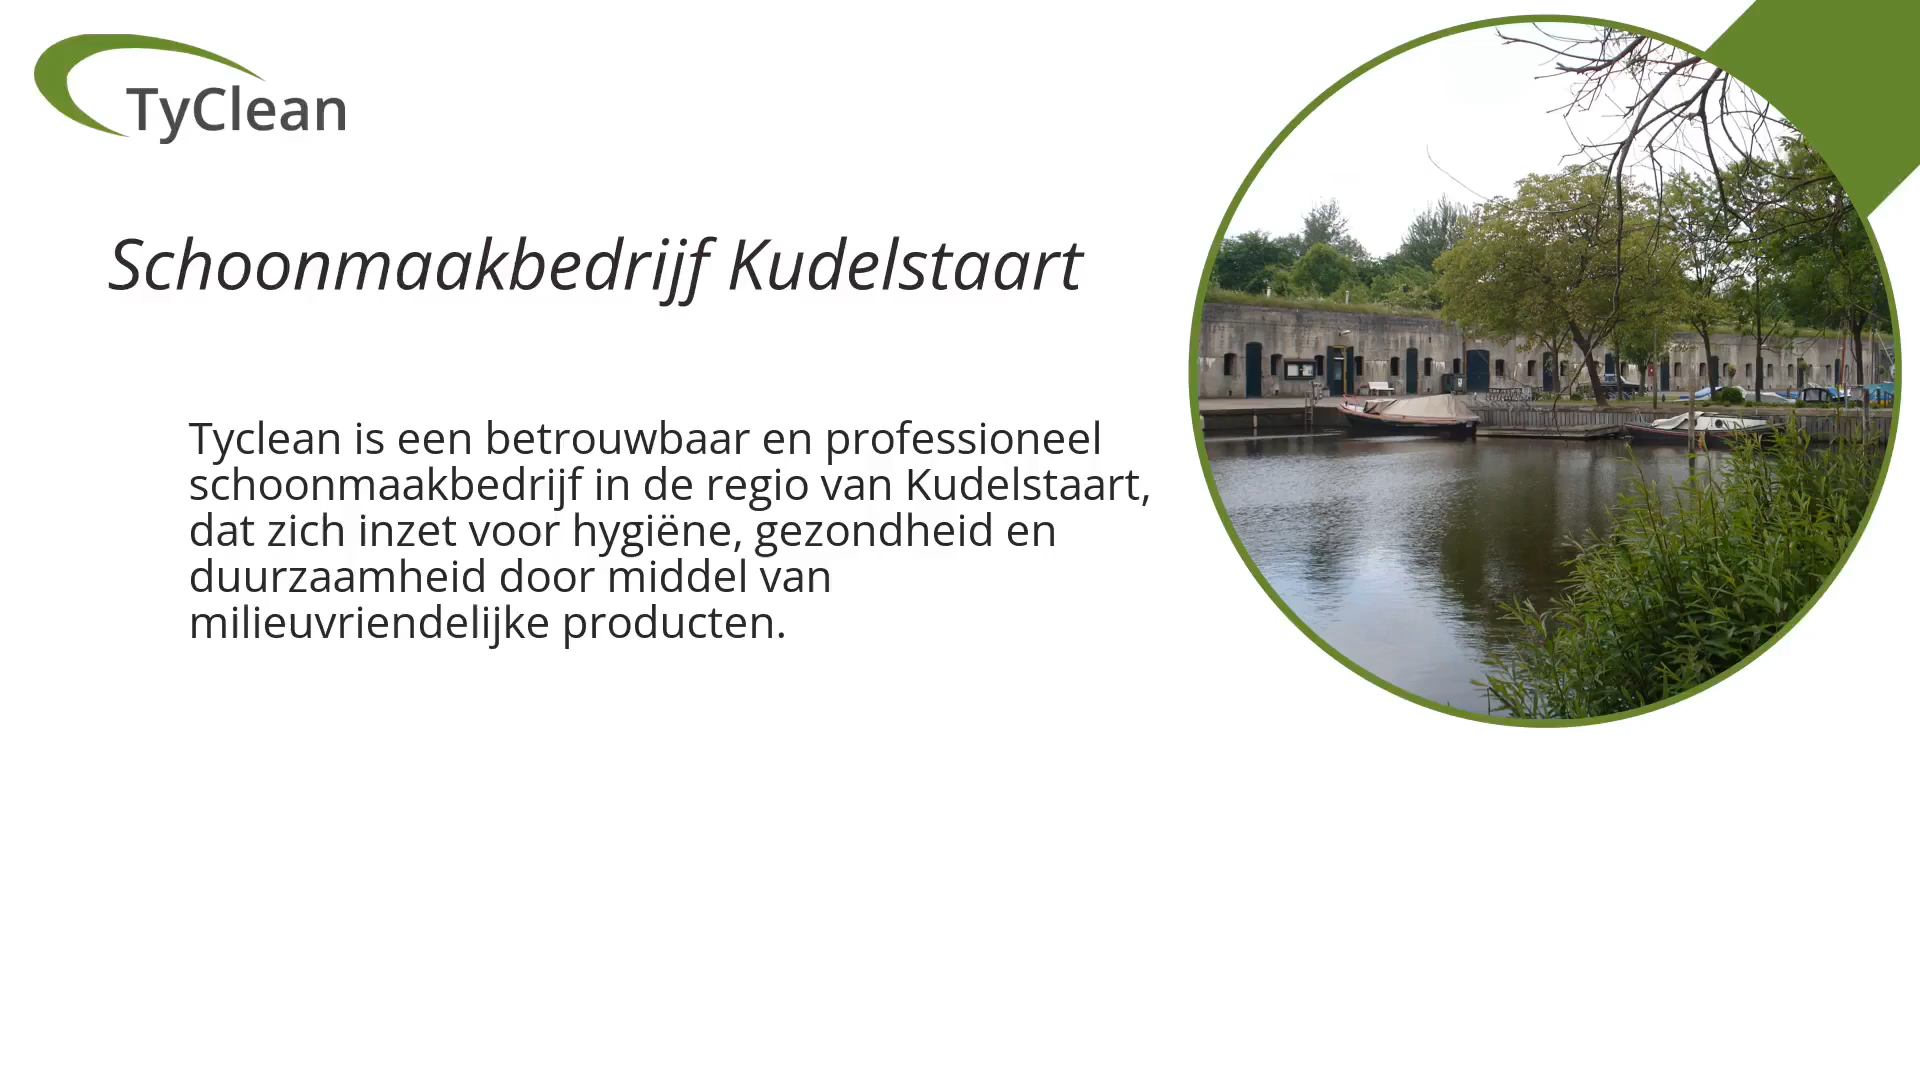 TyClean
Schoonmaakbedrijf Kudelstaart
Tyclean is een betrouwbaar en professioneel
schoonmaakbedrijf in de regio van Kudelstaart,
dat zich inzet voor hygiëne, gezondheid en
duurzaamheid door middel van
milieuvriendelijke producten.